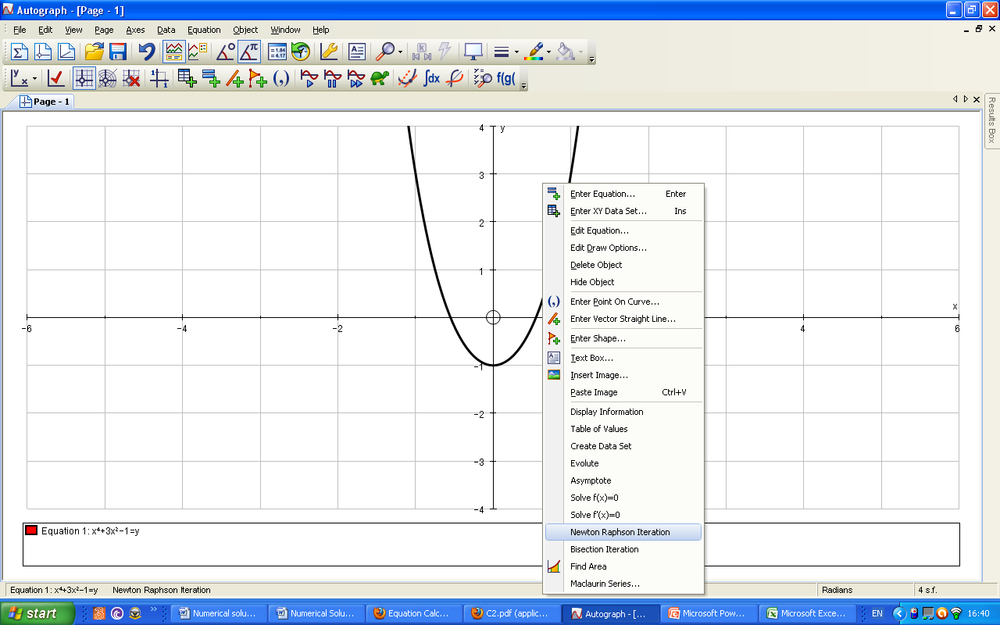 Autograph - [Page - 1]
File Edit View Page Axes Data Equation Object Window Help
Page - 1
Results Box
y
4
3
2
1
-1
-2
-3
-4
x
-6 -4 -2 4 6
Enter Equation... Enter
Enter XY Data Set... Ins
Edit Equation...
Edit Draw Options...
Delete Object
Hide Object
Enter Point On Curve...
Enter Vector Straight Line...
Enter Shape...
Text Box...
Insert Image...
Paste Image Ctrl+V
Display Information
Table of Values
Create Data Set
Evolute
Asymptote
Solve f(x)=0
Solve f'(x)=0
Newton Raphson Iteration
Bisection Iteration
Find Area
Maclaurin Series...
Equation 1: x⁴+3x²−1=y
Equation 1: x⁴+3x²−1=y Newton Raphson Iteration Radians 4 s.f.
start Numerical solu... Numerical Solu... Equation Calc... C2.pdf (applic... Autograph - [... Microsoft Pow... Microsoft Exce... EN 16:40